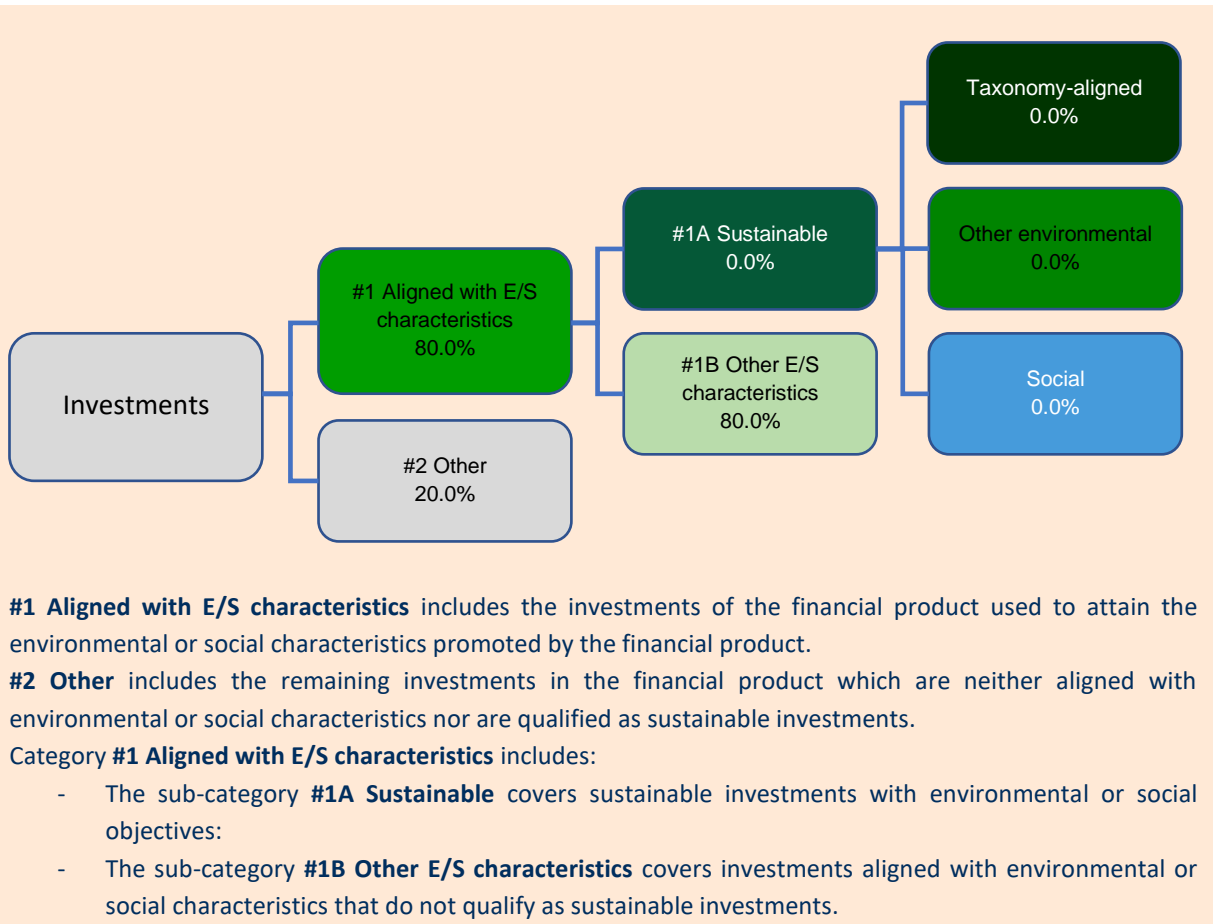 Taxonomy-aligned
0.0%
#1A Sustainable
0.0%
Other environmental
0.0%
#1 Aligned with E/S
characteristics
80.0%
#1B Other E/S
characteristics
80.0%
Social
0.0%
Investments
#2 Other
20.0%
#1 Aligned with E/S characteristics includes the investments of the financial product used to attain the
environmental or social characteristics promoted by the financial product.
#2 Other includes the remaining investments in the financial product which are neither aligned with
environmental or social characteristics nor are qualified as sustainable investments.
Category #1 Aligned with E/S characteristics includes:
- The sub-category #1A Sustainable covers sustainable investments with environmental or social
objectives:
- The sub-category #1B Other E/S characteristics covers investments aligned with environmental or
social characteristics that do not qualify as sustainable investments.